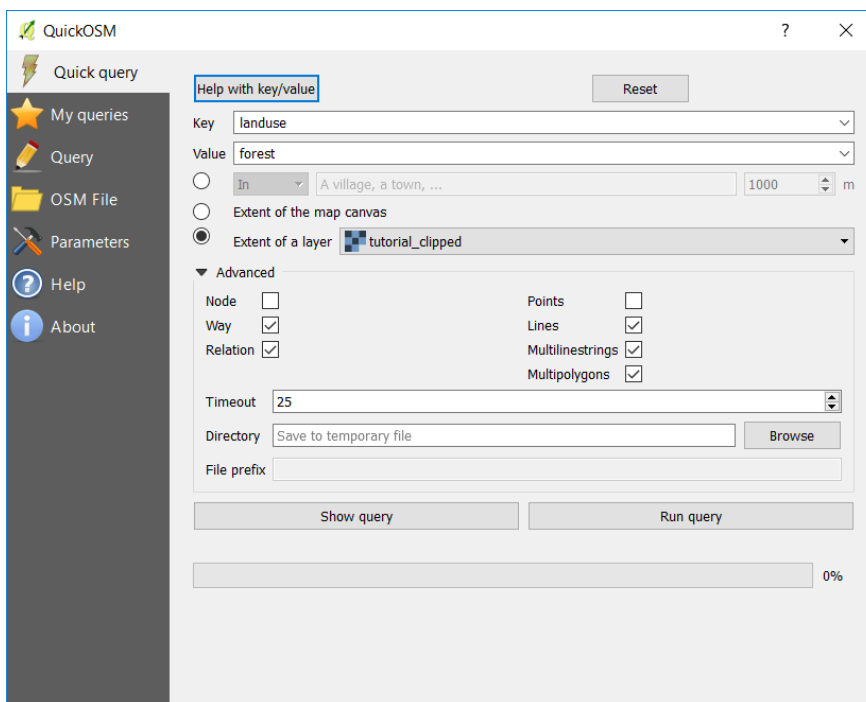 QuickOSM
?
Quick query
My queries
Query
OSM File
Parameters
Help
About
Help with key/value Reset
Key landuse
Value forest
In A village, a town, ... 1000 m
Extent of the map canvas
Extent of a layer tutorial_clipped
Advanced
Node Points
Way Lines
Relation Multilinestrings
Multipolygons
Timeout 25
Directory Save to temporary file Browse
File prefix
Show query Run query
0%